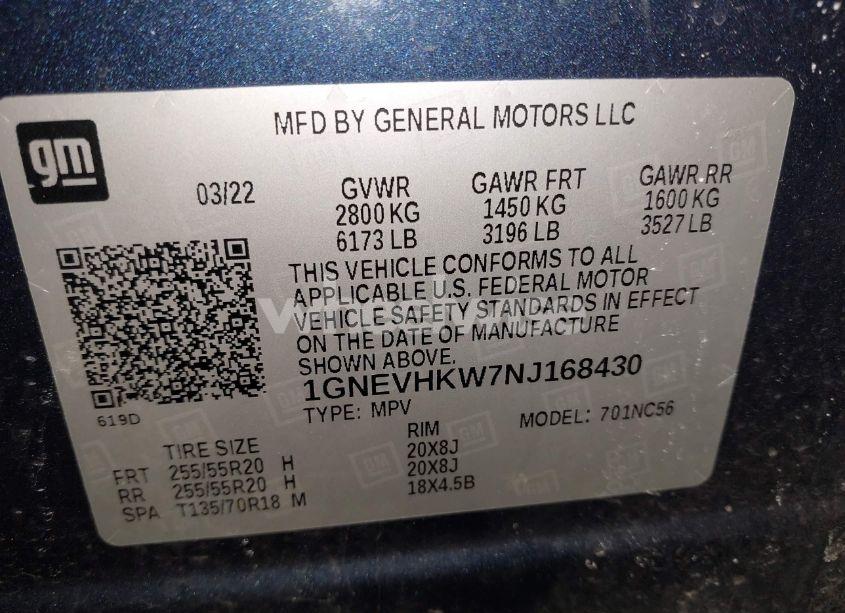 MFD BY GENERAL MOTORS LLC
gm
03/22
GVWR
2800 KG
6173 LB
GAWR FRT
1450 KG
3196 LB
GAWR RR
1600 KG
3527 LB
THIS VEHICLE CONFORMS TO ALL
APPLICABLE U.S. FEDERAL MOTOR
VEHICLE SAFETY STANDARDS IN EFFECT
ON THE DATE OF MANUFACTURE
SHOWN ABOVE.
1GNEVHKW7NJ168430
619D
TYPE: MPV
MODEL: 701NC56
TIRE SIZE RIM
FRT 255/55R20 H 20X8J
RR 255/55R20 H 20X8J
SPA T135/70R18 M 18X4.5B